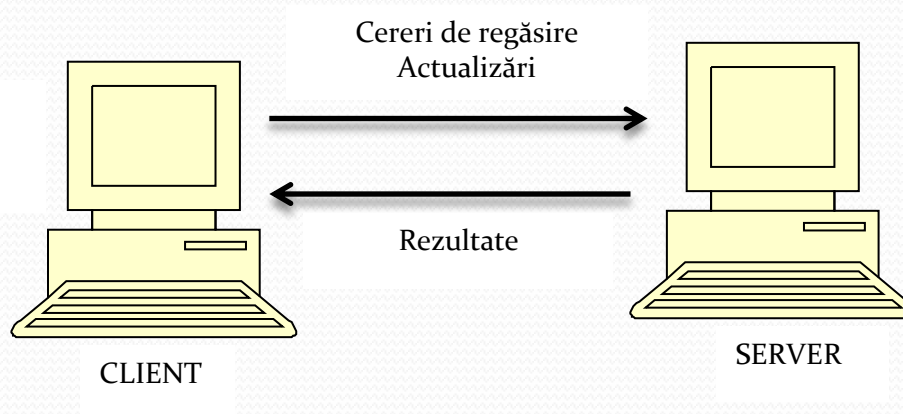 Cereri de regăsire
Actualizări
Rezultate
CLIENT
SERVER